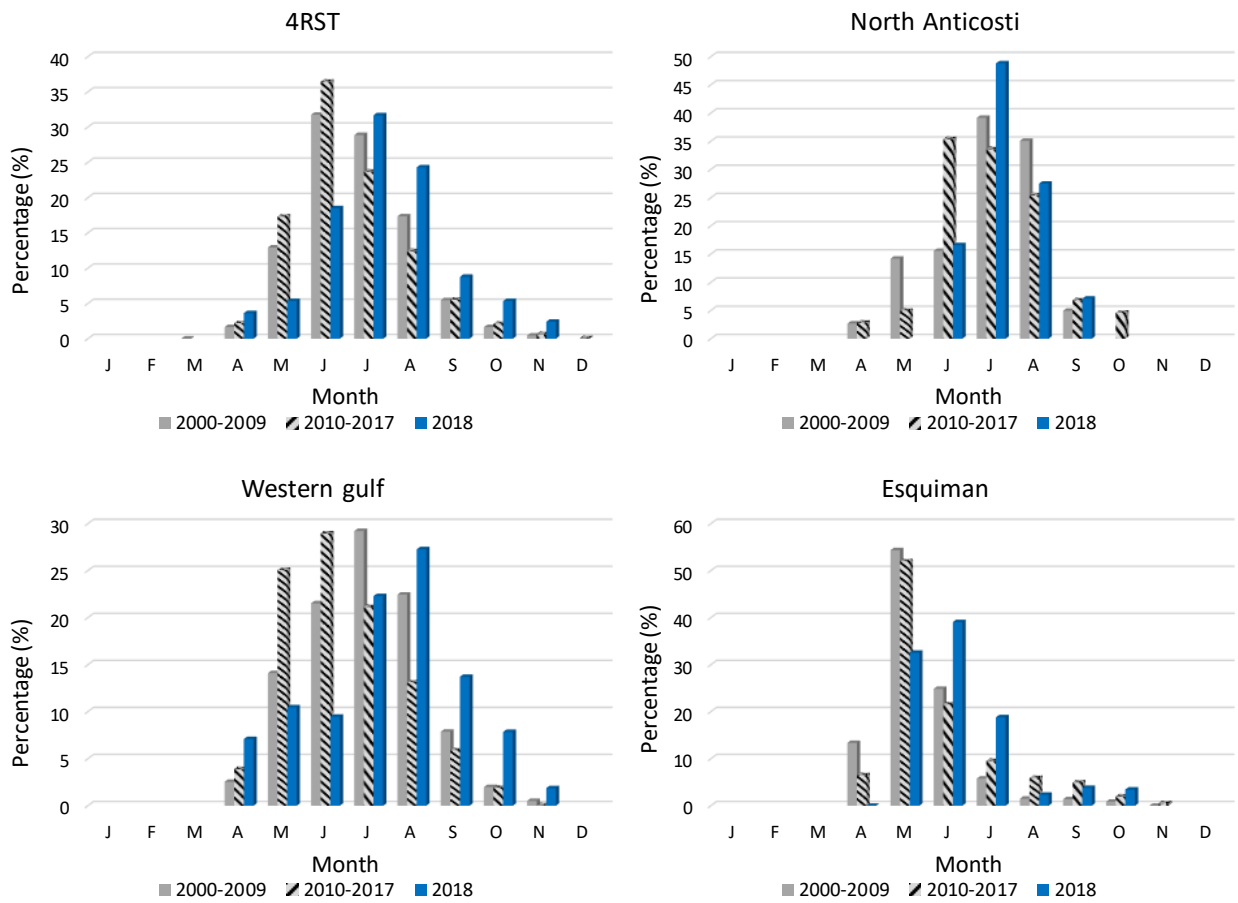 4RST
Percentage (%)
40
35
30
25
20
15
10
5
0
J F M A M J J A S O N D
Month
2000-2009 2010-2017 2018
North Anticosti
Percentage (%)
50
45
40
35
30
25
20
15
10
5
0
J F M A M J J A S O N D
Month
2000-2009 2010-2017 2018
Western gulf
Percentage (%)
30
25
20
15
10
5
0
J F M A M J J A S O N D
Month
2000-2009 2010-2017 2018
Esquiman
Percentage (%)
60
50
40
30
20
10
0
J F M A M J J A S O N D
Month
2000-2009 2010-2017 2018